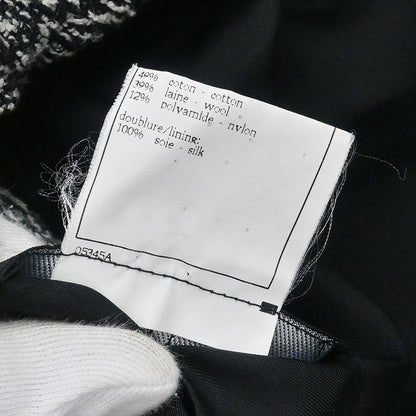 49% coton - cotton
39% laine - wool
12% polyamide - nylon
doublure/lining:
100% soie - silk
05345A